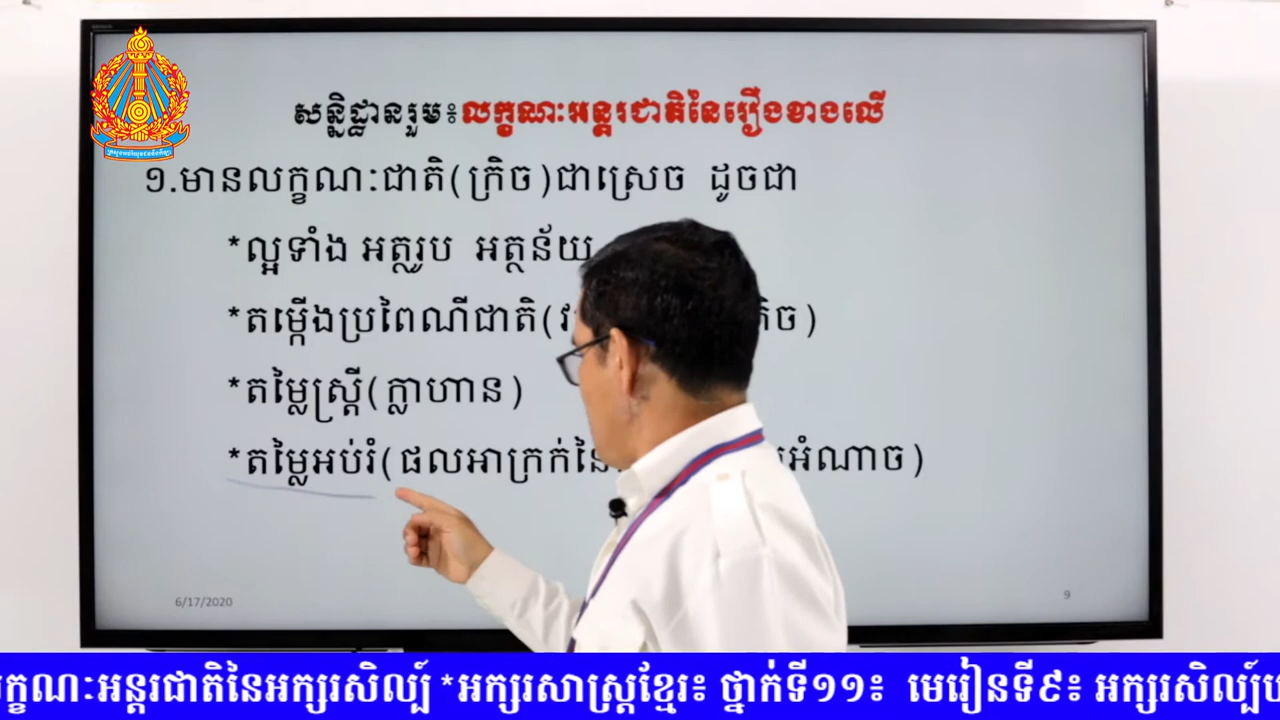 សន្និដ្ឋានរួម៖លក្ខណៈអន្តរជាតិនៃរឿងខាងលើ
១.មានលក្ខណៈជាតិ(ក្រិច)ជាស្រេច ដូចជា
*ល្អទាំង អត្ថរូប អត្ថន័យ
*តម្កើងប្រពៃណីជាតិ( ិច)
*តម្លៃស្ត្រី(ក្លាហាន)
*តម្លៃអប់រំ(ផលអាក្រក់នៃ អំណាច)
6/17/2020
9
ក្ខណៈអន្តរជាតិនៃអក្សរសិល្ប៍ *អក្សរសាស្ត្រខ្មែរ៖ ថ្នាក់ទី១១៖ មេរៀនទី៩៖ អក្សរសិល្ប៍